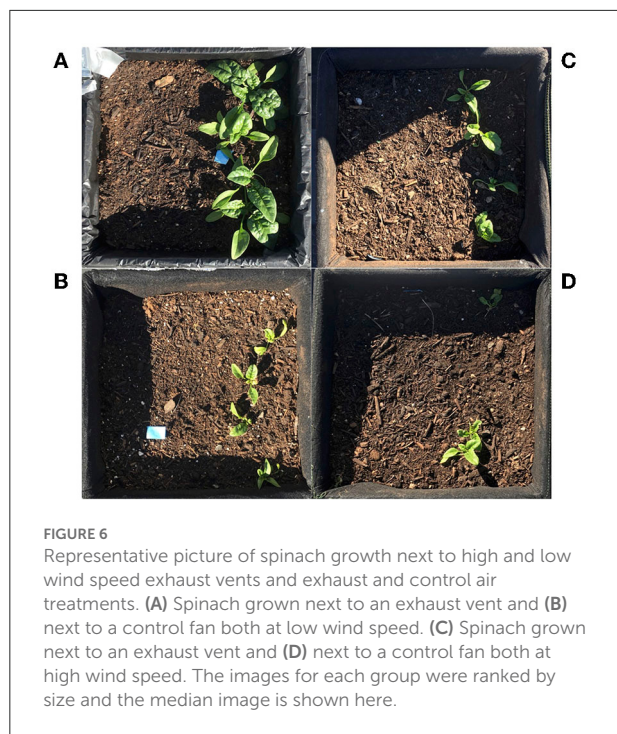 A
C
B
D
FIGURE 6
Representative picture of spinach growth next to high and low
wind speed exhaust vents and exhaust and control air
treatments. (A) Spinach grown next to an exhaust vent and (B)
next to a control fan both at low wind speed. (C) Spinach grown
next to an exhaust vent and (D) next to a control fan both at
high wind speed. The images for each group were ranked by
size and the median image is shown here.